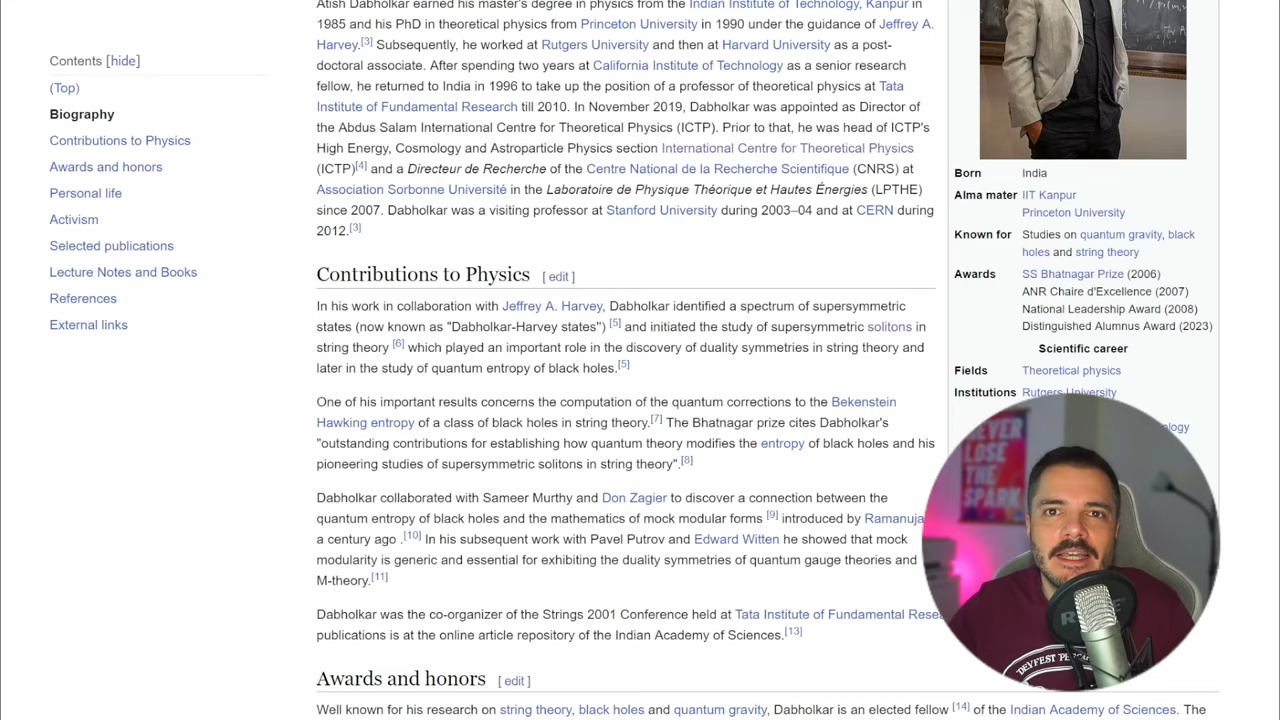 Contents [hide]
(Top)
Biography
Contributions to Physics
Awards and honors
Personal life
Activism
Selected publications
Lecture Notes and Books
References
External links
Atish Dabholkar earned his master's degree in physics from the Indian Institute of Technology, Kanpur in
1985 and his PhD in theoretical physics from Princeton University in 1990 under the guidance of Jeffrey A.
Harvey.[3] Subsequently, he worked at Rutgers University and then at Harvard University as a post-
doctoral associate. After spending two years at California Institute of Technology as a senior research
fellow, he returned to India in 1996 to take up the position of a professor of theoretical physics at Tata
Institute of Fundamental Research till 2010. In November 2019, Dabholkar was appointed as Director of
the Abdus Salam International Centre for Theoretical Physics (ICTP). Prior to that, he was head of ICTP's
High Energy, Cosmology and Astroparticle Physics section International Centre for Theoretical Physics
(ICTP)[4] and a Directeur de Recherche of the Centre National de la Recherche Scientifique (CNRS) at
Association Sorbonne Université in the Laboratoire de Physique Théorique et Hautes Énergies (LPTHE)
since 2007. Dabholkar was a visiting professor at Stanford University during 2003–04 and at CERN during
2012.[3]
Contributions to Physics [ edit ]
In his work in collaboration with Jeffrey A. Harvey, Dabholkar identified a spectrum of supersymmetric
states (now known as "Dabholkar-Harvey states") [5] and initiated the study of supersymmetric solitons in
string theory [6] which played an important role in the discovery of duality symmetries in string theory and
later in the study of quantum entropy of black holes.[5]
One of his important results concerns the computation of the quantum corrections to the Bekenstein
Hawking entropy of a class of black holes in string theory.[7] The Bhatnagar prize cites Dabholkar's
"outstanding contributions for establishing how quantum theory modifies the entropy of black holes and his
pioneering studies of supersymmetric solitons in string theory".[8]
Dabholkar collaborated with Sameer Murthy and Don Zagier to discover a connection between the
quantum entropy of black holes and the mathematics of mock modular forms [9] introduced by Ramanuja
a century ago .[10] In his subsequent work with Pavel Putrov and Edward Witten he showed that mock
modularity is generic and essential for exhibiting the duality symmetries of quantum gauge theories and
M-theory.[11]
Dabholkar was the co-organizer of the Strings 2001 Conference held at Tata Institute of Fundamental Resea
publications is at the online article repository of the Indian Academy of Sciences.[13]
Awards and honors [ edit ]
Well known for his research on string theory, black holes and quantum gravity, Dabholkar is an elected fellow [14] of the Indian Academy of Sciences. The
Born India
Alma mater IIT Kanpur
Princeton University
Known for Studies on quantum gravity, black
holes and string theory
Awards SS Bhatnagar Prize (2006)
ANR Chaire d'Excellence (2007)
National Leadership Award (2008)
Distinguished Alumnus Award (2023)
Scientific career
Fields Theoretical physics
Institutions Rutgers University
ology
NEVER
LOSE
THE
SPARK
DEVFEST